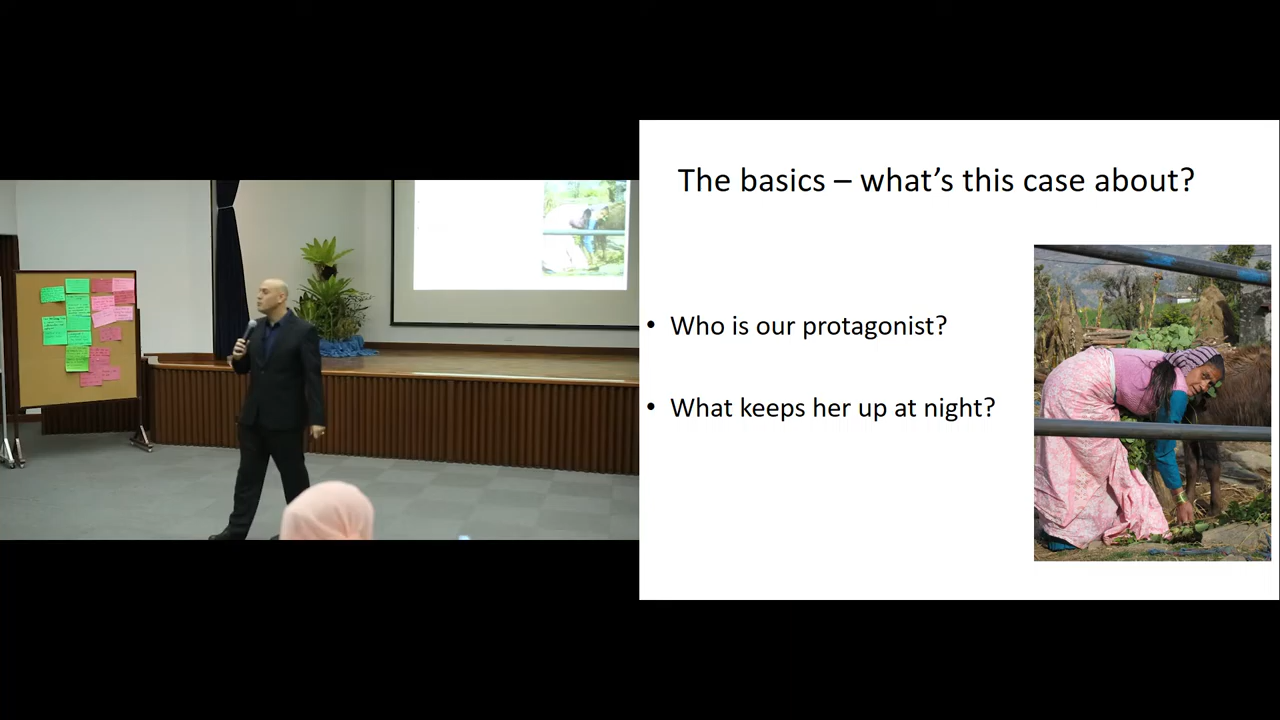 The basics – what’s this case about?
• Who is our protagonist?
• What keeps her up at night?